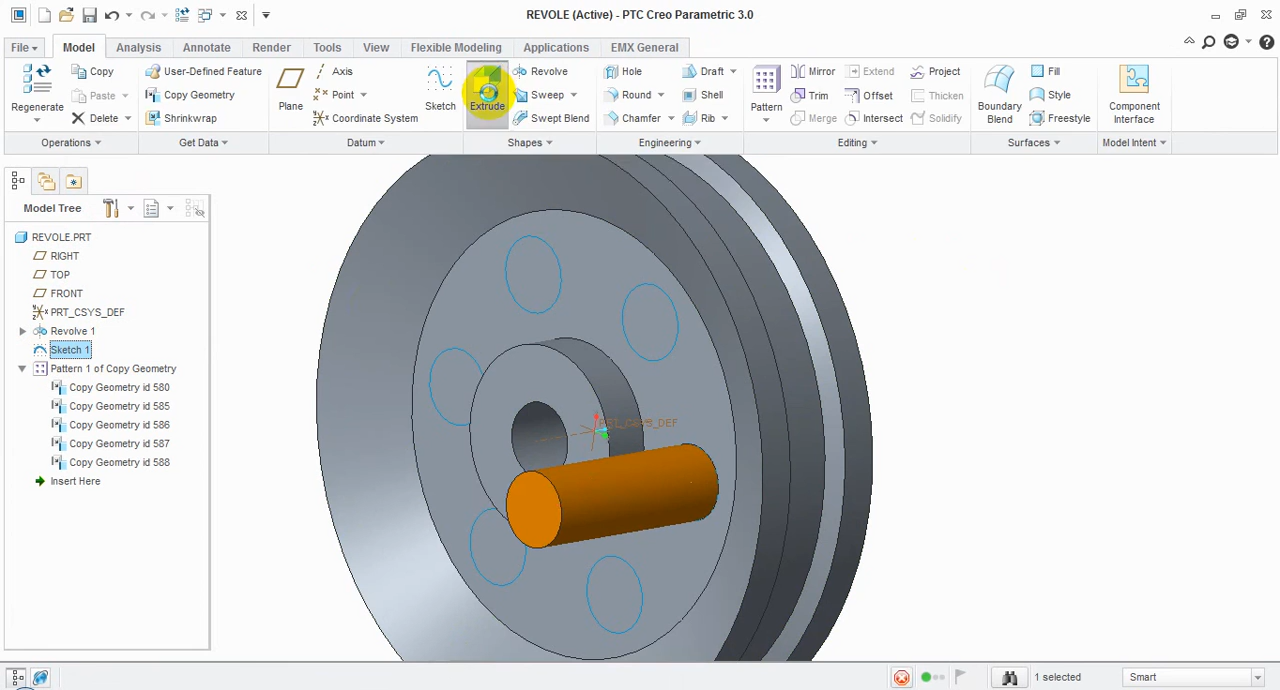 REVOLE (Active) - PTC Creo Parametric 3.0
File Model Analysis Annotate Render Tools View Flexible Modeling Applications EMX General
Regenerate
Copy
Paste
Delete
Operations
User-Defined Feature
Copy Geometry
Shrinkwrap
Get Data
Plane
Axis
Point
Coordinate System
Datum
Sketch
Extrude
Revolve
Sweep
Swept Blend
Shapes
Hole
Round
Chamfer
Draft
Shell
Rib
Engineering
Pattern
Mirror
Trim
Merge
Extend
Offset
Intersect
Project
Thicken
Solidify
Editing
Boundary
Blend
Fill
Style
Freestyle
Surfaces
Component
Interface
Model Intent
Model Tree
REVOLE.PRT
RIGHT
TOP
FRONT
PRT_CSYS_DEF
Revolve 1
Sketch 1
Pattern 1 of Copy Geometry
Copy Geometry id 580
Copy Geometry id 585
Copy Geometry id 586
Copy Geometry id 587
Copy Geometry id 588
Insert Here
PRT_CSYS_DEF
1 selected
Smart